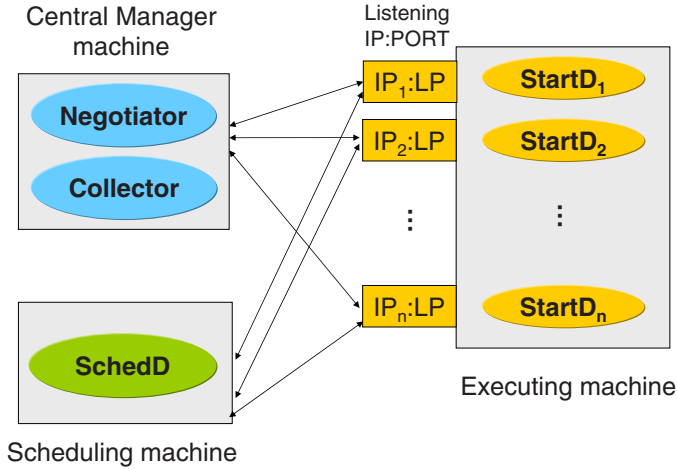 Central Manager
machine
Listening
IP:PORT
Negotiator
Collector
IP₁:LP
StartD₁
IP₂:LP
StartD₂
...
...
IPₙ:LP
StartDₙ
SchedD
Executing machine
Scheduling machine